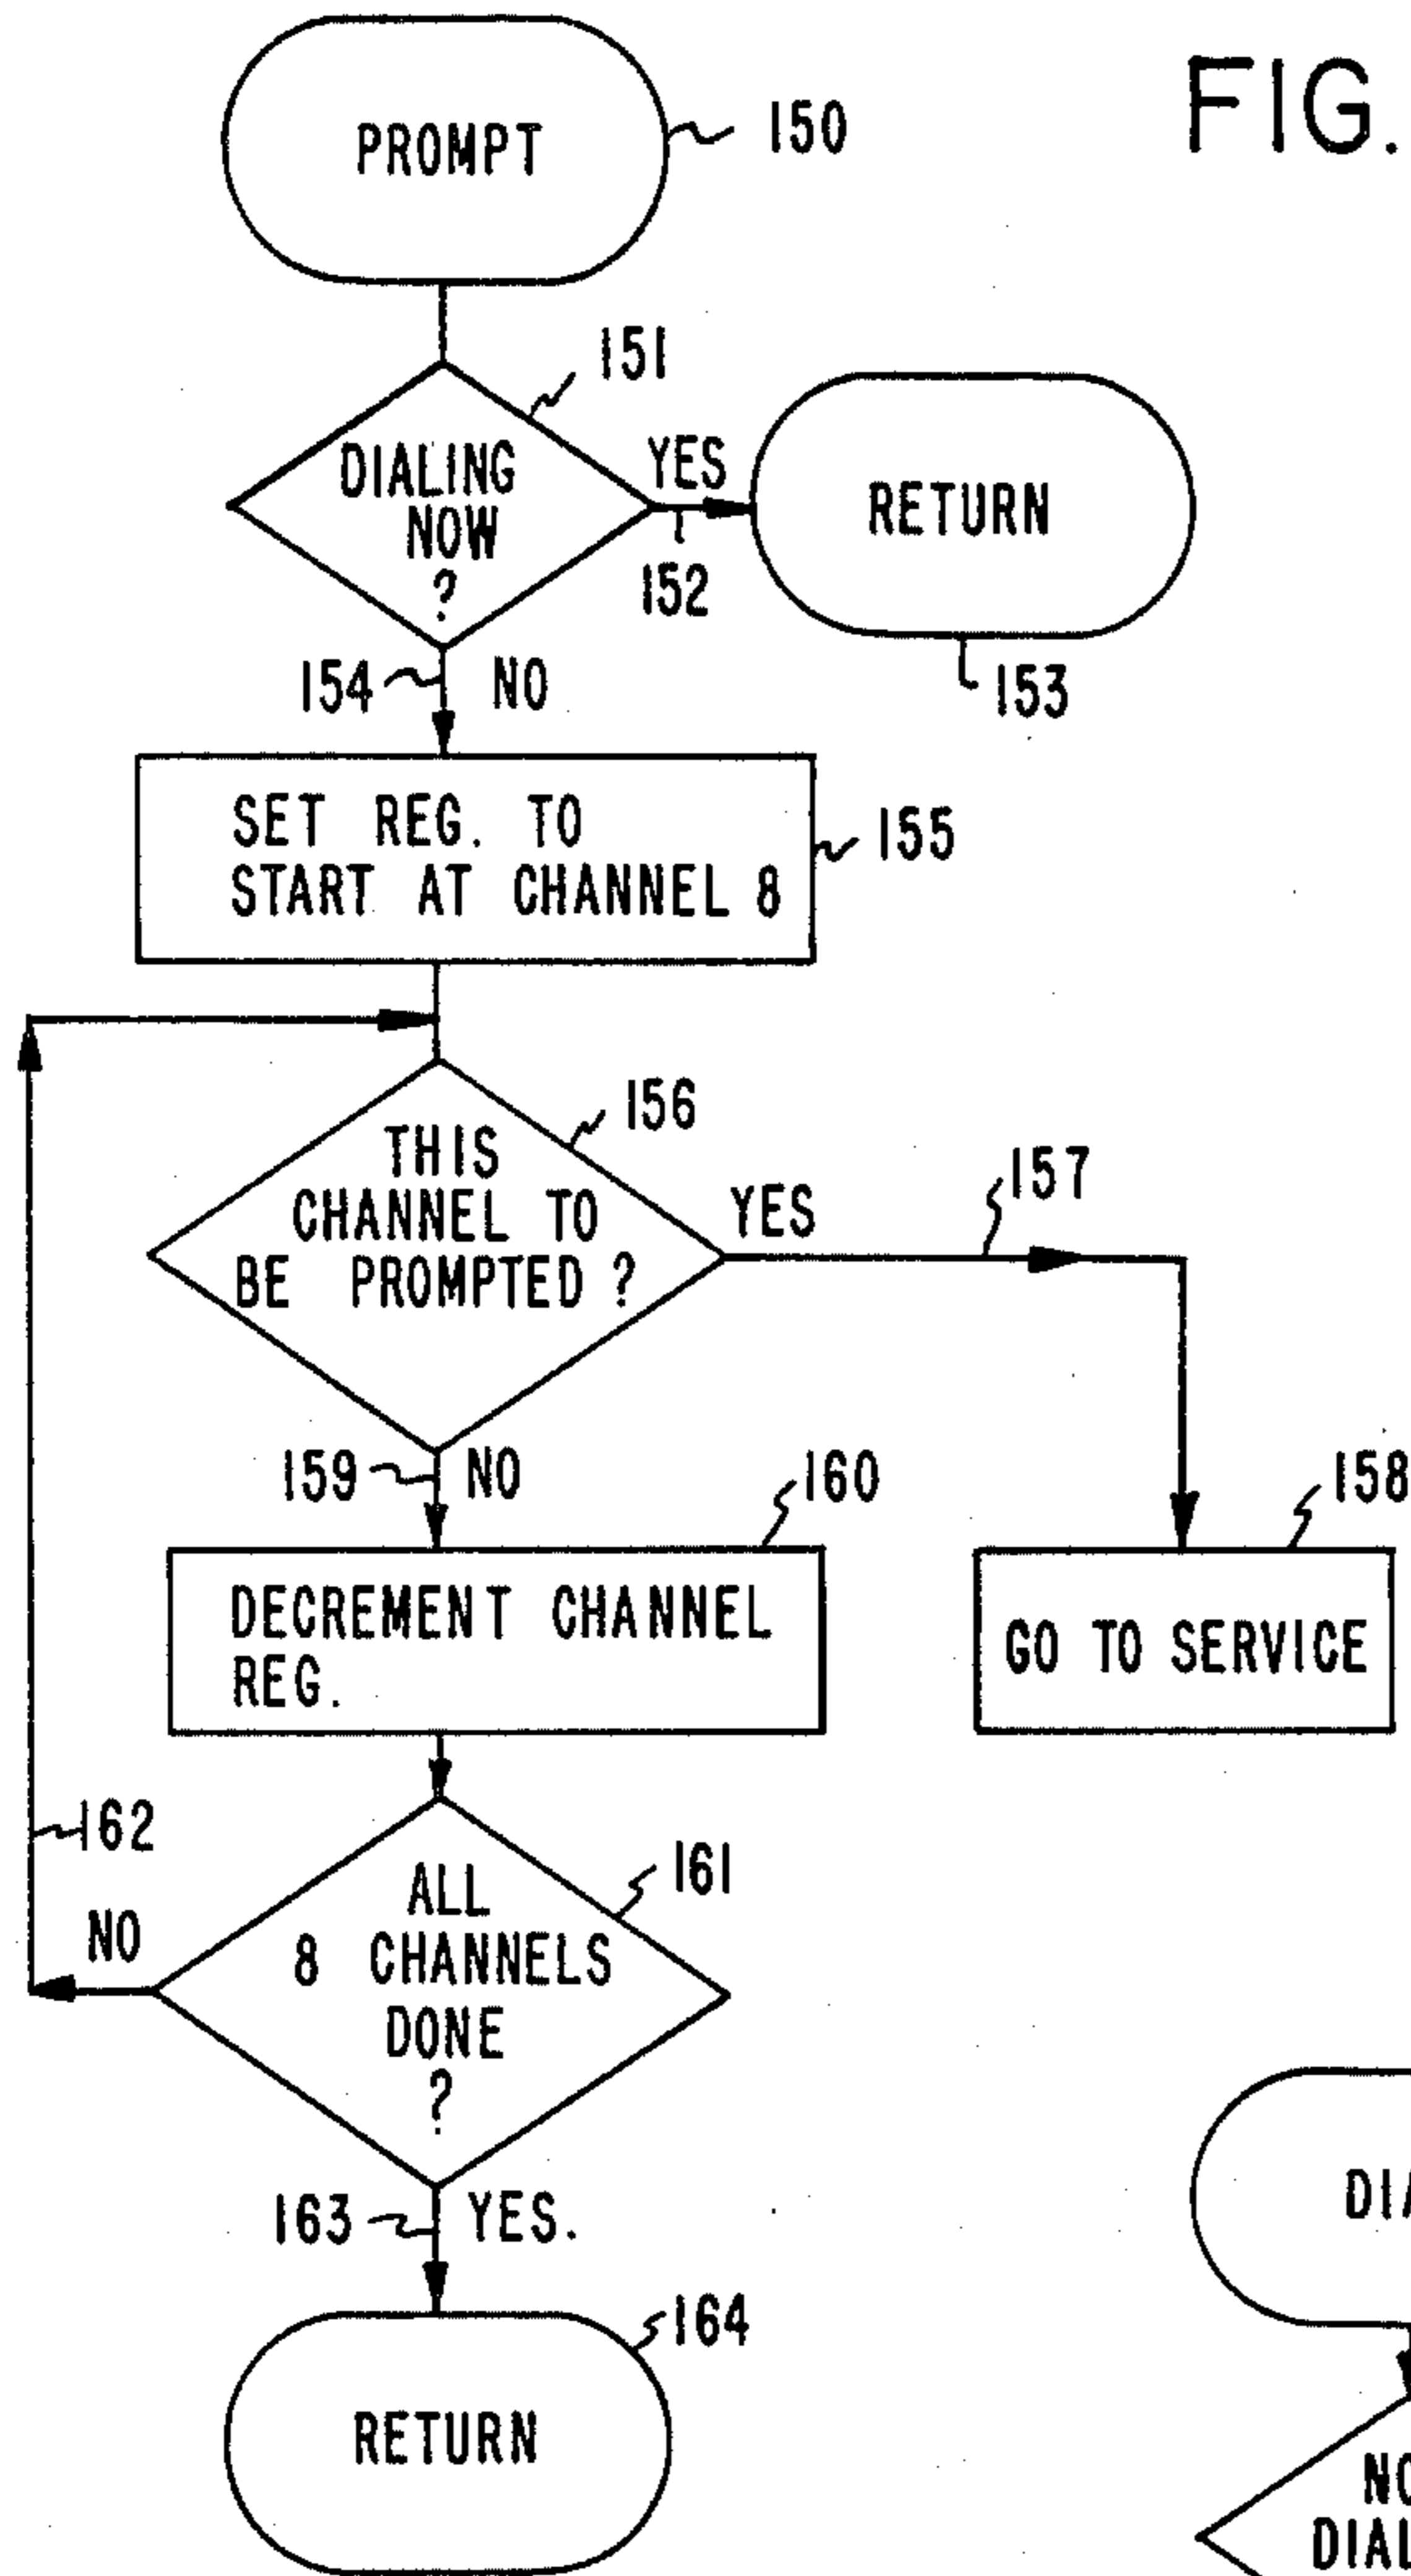 FIG.
PROMPT
150
151
DIALING
NOW
?
YES
152
RETURN
153
154
NO
SET REG. TO
START AT CHANNEL 8
155
156
THIS
CHANNEL TO
BE PROMPTED ?
YES
157
159
NO
160
158
DECREMENT CHANNEL
REG.
GO TO SERVICE
162
161
ALL
8 CHANNELS
DONE
?
NO
163
YES.
164
RETURN